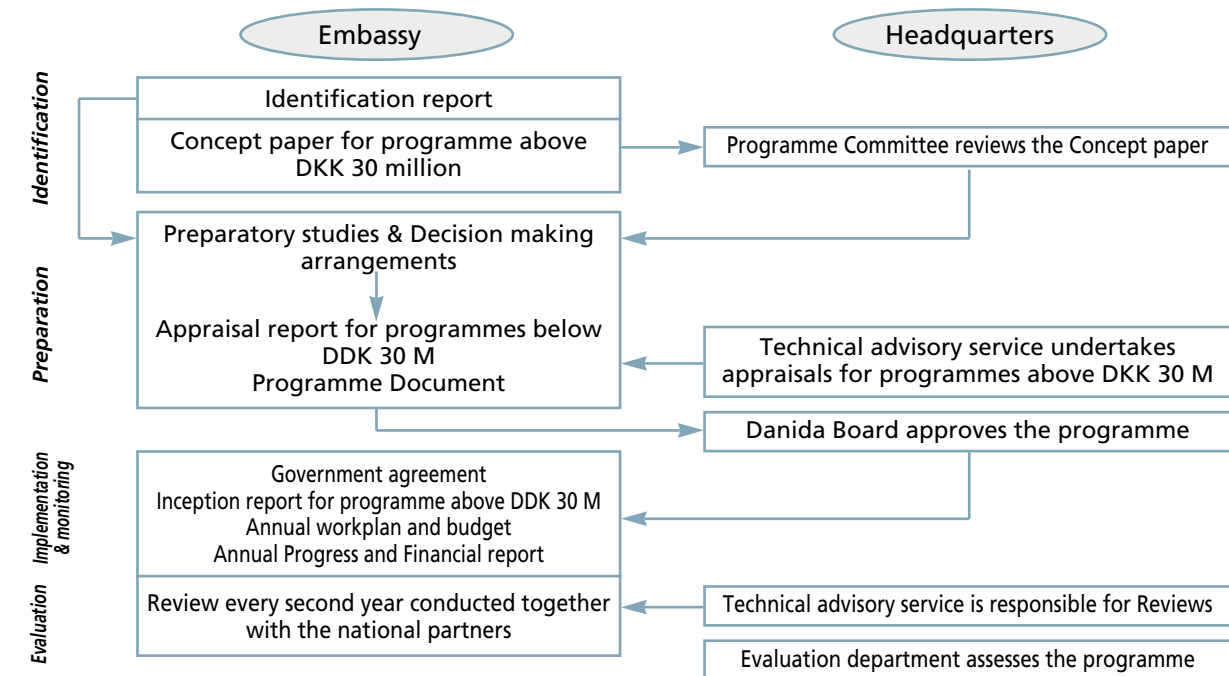 Embassy
Headquarters
Identification
Identification report
Concept paper for programme above
DKK 30 million
Programme Committee reviews the Concept paper
Preparation
Preparatory studies & Decision making
arrangements
Appraisal report for programmes below
DDK 30 M
Programme Document
Technical advisory service undertakes
appraisals for programmes above DKK 30 M
Danida Board approves the programme
Implementation
& monitoring
Government agreement
Inception report for programme above DDK 30 M
Annual workplan and budget
Annual Progress and Financial report
Evaluation
Review every second year conducted together
with the national partners
Technical advisory service is responsible for Reviews
Evaluation department assesses the programme